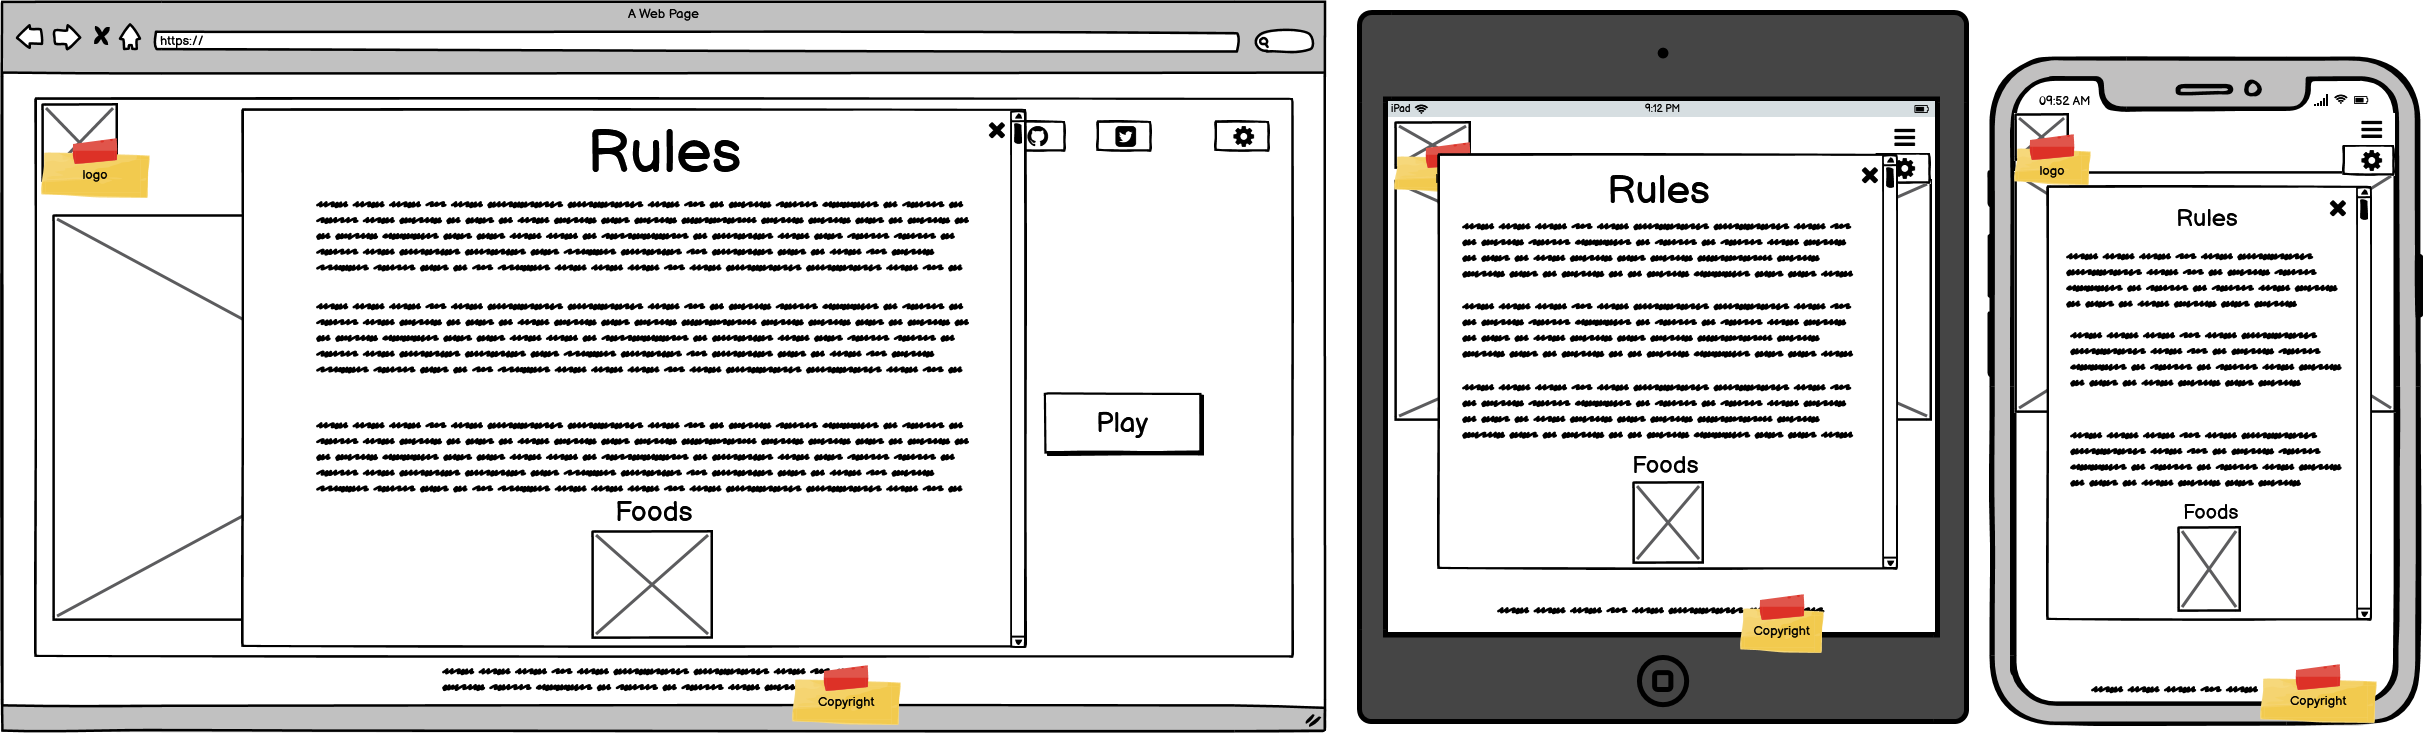 A Web Page
https://
logo
Rules
Play
Foods
Copyright
iPad
9:12 PM
Rules
Foods
Copyright
09:52 AM
logo
Rules
Foods
Copyright